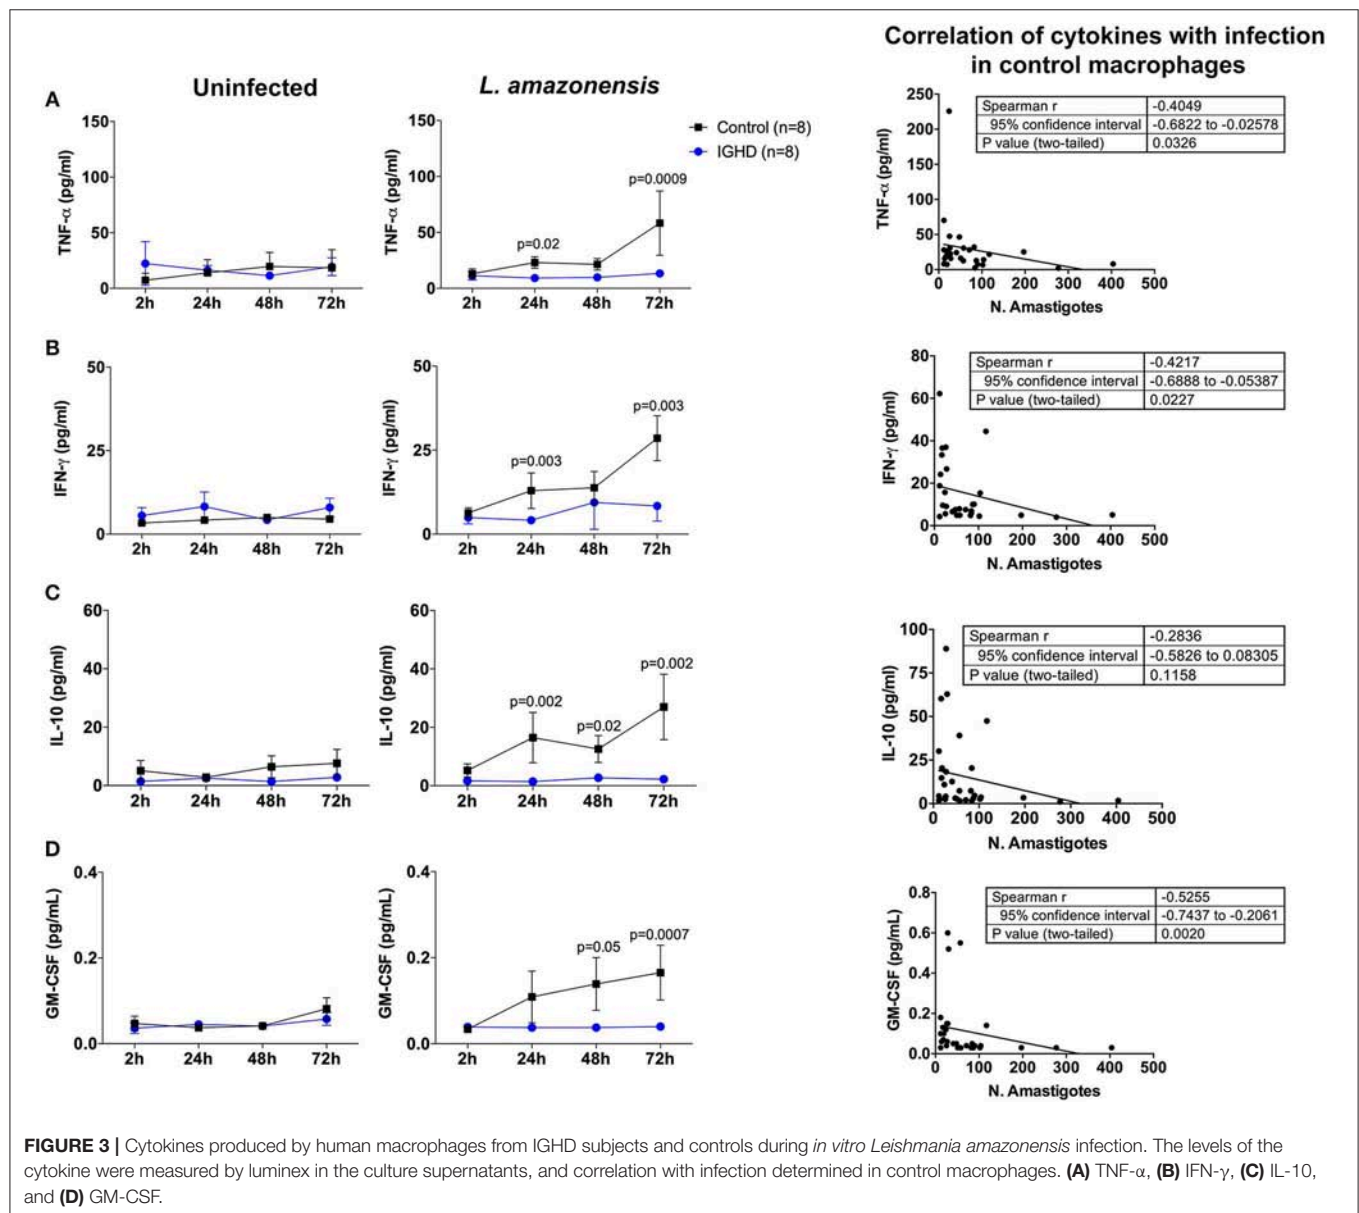 Correlation of cytokines with infection
in control macrophages
Uninfected
L. amazonensis
Control (n=8)
IGHD (n=8)
A
TNF-α (pg/ml)
150
100
50
0
2h 24h 48h 72h
TNF-α (pg/ml)
150
100
50
0
p=0.02
p=0.0009
2h 24h 48h 72h
TNF-α (pg/ml)
250
200
150
100
50
0
0 100 200 300 400 500
N. Amastigotes
Spearman r -0.4049
95% confidence interval -0.6822 to -0.02578
P value (two-tailed) 0.0326
B
IFN-γ (pg/ml)
50
25
0
2h 24h 48h 72h
IFN-γ (pg/ml)
50
25
0
p=0.003
p=0.003
2h 24h 48h 72h
IFN-γ (pg/ml)
80
60
40
20
0
0 100 200 300 400 500
N. Amastigotes
Spearman r -0.4217
95% confidence interval -0.6888 to -0.05387
P value (two-tailed) 0.0227
C
IL-10 (pg/ml)
60
40
20
0
2h 24h 48h 72h
IL-10 (pg/ml)
60
40
20
0
p=0.002
p=0.02
p=0.002
2h 24h 48h 72h
IL-10 (pg/ml)
100
75
50
25
0
0 100 200 300 400 500
N. Amastigotes
Spearman r -0.2836
95% confidence interval -0.5826 to 0.08305
P value (two-tailed) 0.1158
D
GM-CSF (pg/mL)
0.4
0.2
0.0
2h 24h 48h 72h
GM-CSF (pg/mL)
0.4
0.2
0.0
p=0.05
p=0.0007
2h 24h 48h 72h
GM-CSF (pg/mL)
0.8
0.6
0.4
0.2
0.0
0 100 200 300 400 500
N. Amastigotes
Spearman r -0.5255
95% confidence interval -0.7437 to -0.2061
P value (two-tailed) 0.0020
FIGURE 3 | Cytokines produced by human macrophages from IGHD subjects and controls during in vitro Leishmania amazonensis infection. The levels of the
cytokine were measured by luminex in the culture supernatants, and correlation with infection determined in control macrophages. (A) TNF-α, (B) IFN-γ, (C) IL-10,
and (D) GM-CSF.